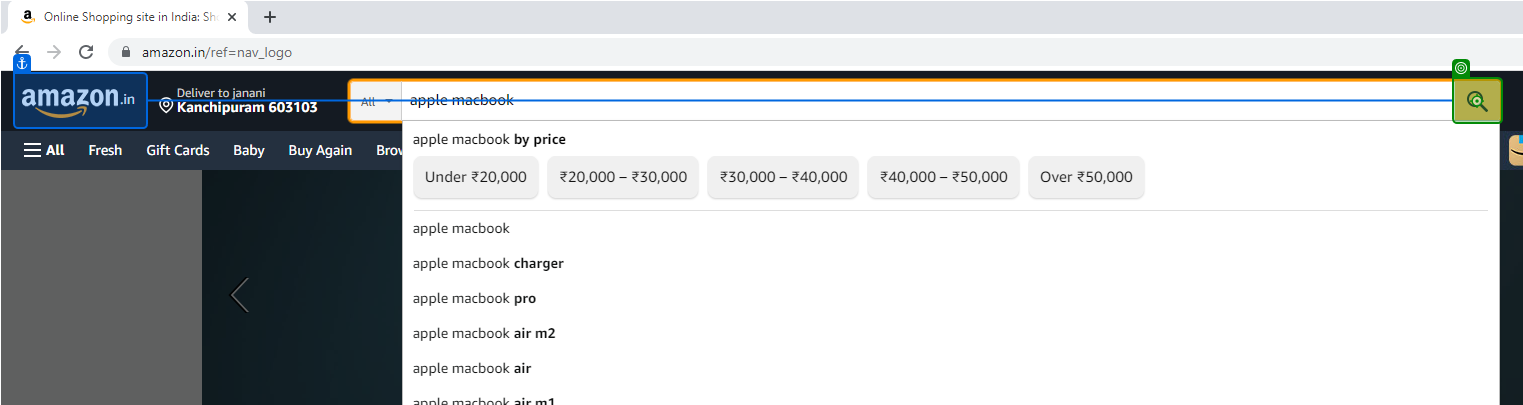 Online Shopping site in India: Sh
amazon.in/ref=nav_logo
amazon.in
Deliver to janani
Kanchipuram 603103
All
apple macbook
All
Fresh
Gift Cards
Baby
Buy Again
Brow
apple macbook by price
Under ₹20,000
₹20,000 – ₹30,000
₹30,000 – ₹40,000
₹40,000 – ₹50,000
Over ₹50,000
apple macbook
apple macbook charger
apple macbook pro
apple macbook air m2
apple macbook air
apple macbook air m1